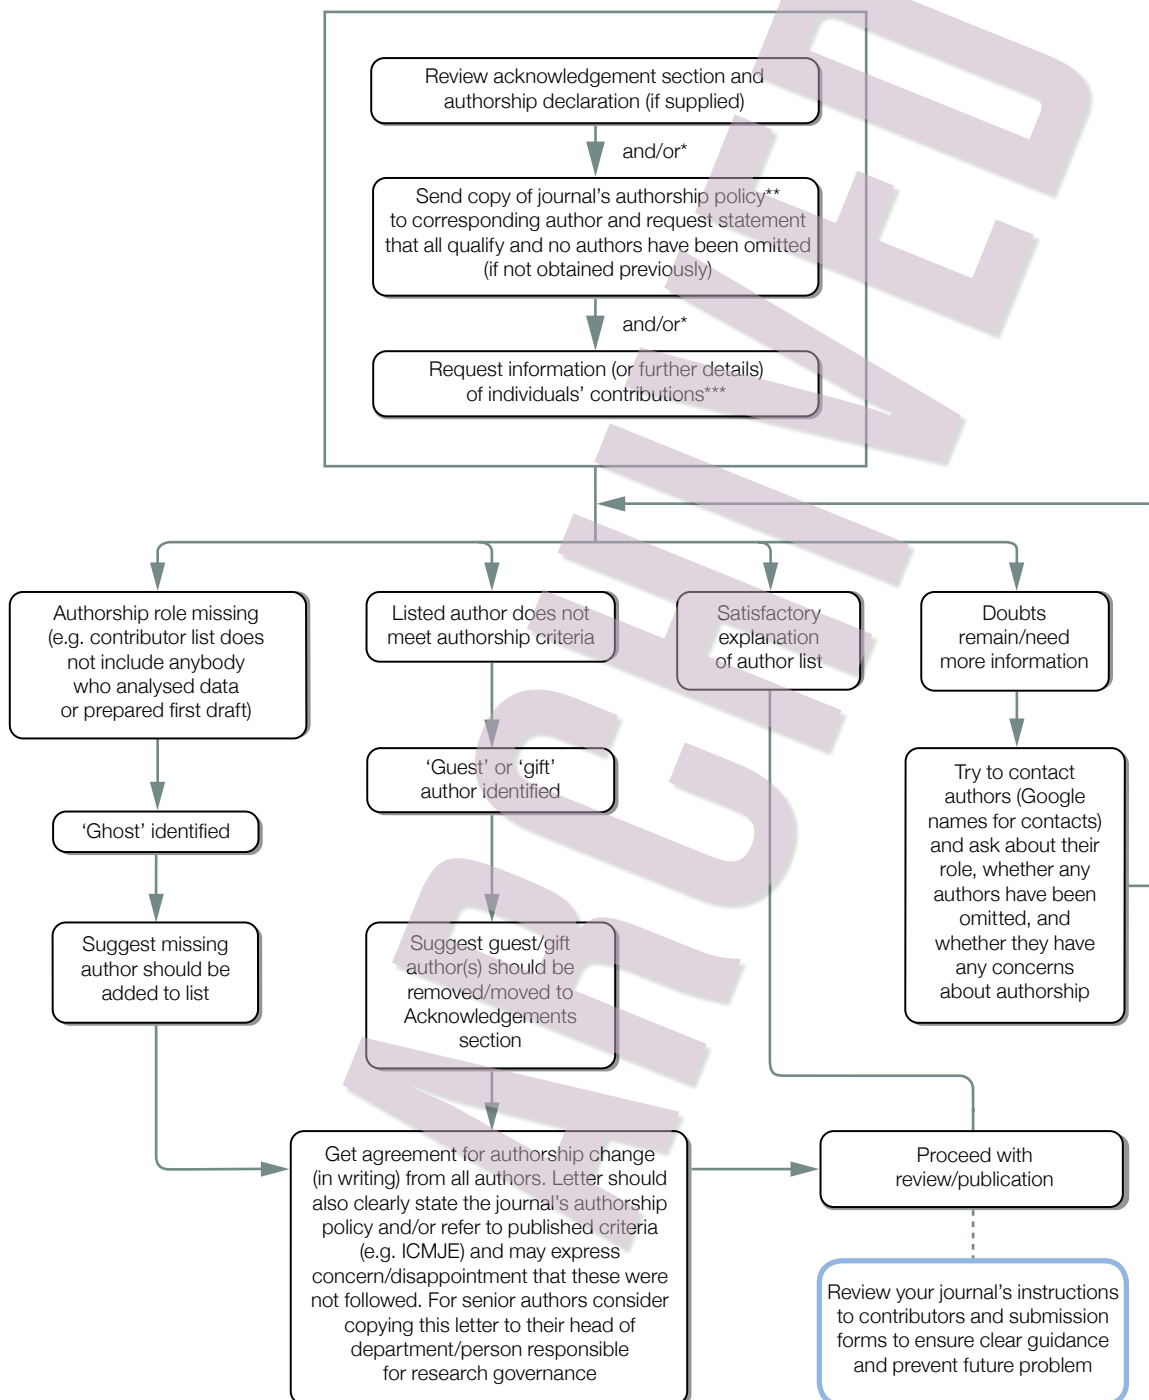 Review acknowledgement section and
authorship declaration (if supplied)
and/or*
Send copy of journal's authorship policy**
to corresponding author and request statement
that all qualify and no authors have been omitted
(if not obtained previously)
and/or*
Request information (or further details)
of individuals' contributions***
Authorship role missing
(e.g. contributor list does
not include anybody
who analysed data
or prepared first draft)
Listed author does not
meet authorship criteria
Satisfactory
explanation
of author list
Doubts
remain/need
more information
'Ghost' identified
'Guest' or 'gift'
author identified
Try to contact
authors (Google
names for contacts)
and ask about their
role, whether any
authors have been
omitted, and
whether they have
any concerns
about authorship
Suggest missing
author should be
added to list
Suggest guest/gift
author(s) should be
removed/moved to
Acknowledgements
section
Get agreement for authorship change
(in writing) from all authors. Letter should
also clearly state the journal's authorship
policy and/or refer to published criteria
(e.g. ICMJE) and may express
concern/disappointment that these were
not followed. For senior authors consider
copying this letter to their head of
department/person responsible
for research governance
Proceed with
review/publication
Review your journal's instructions
to contributors and submission
forms to ensure clear guidance
and prevent future problem
ARCHIVED